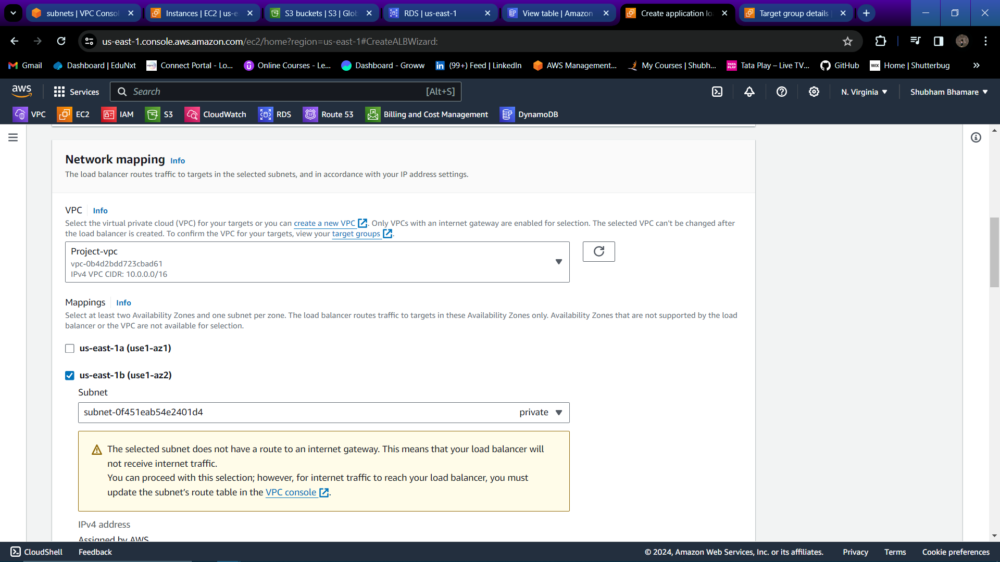 subnets | VPC Conso
Instances | EC2 | us-e
S3 buckets | S3 | Glob
RDS | us-east-1
View table | Amazon
Create application lo
Target group details
us-east-1.console.aws.amazon.com/ec2/home?region=us-east-1#CreateALBWizard:
Gmail
Dashboard | EduNxt
Connect Portal - Lo...
Online Courses - Le...
Dashboard - Groww
(99+) Feed | LinkedIn
AWS Management...
My Courses | Shubh...
Tata Play – Live TV...
GitHub
Home | Shutterbug
aws
Services
Search
[Alt+S]
N. Virginia
Shubham Bhamare
VPC
EC2
IAM
S3
CloudWatch
RDS
Route 53
Billing and Cost Management
DynamoDB
Network mapping Info
The load balancer routes traffic to targets in the selected subnets, and in accordance with your IP address settings.
VPC Info
Select the virtual private cloud (VPC) for your targets or you can create a new VPC. Only VPCs with an internet gateway are enabled for selection. The selected VPC can't be changed after
the load balancer is created. To confirm the VPC for your targets, view your target groups.
Project-vpc
vpc-0b4d2bdd723cbad61
IPv4 VPC CIDR: 10.0.0.0/16
Mappings Info
Select at least two Availability Zones and one subnet per zone. The load balancer routes traffic to targets in these Availability Zones only. Availability Zones that are not supported by the load
balancer or the VPC are not available for selection.
us-east-1a (use1-az1)
us-east-1b (use1-az2)
Subnet
subnet-0f451eab54e2401d4 private
The selected subnet does not have a route to an internet gateway. This means that your load balancer will
not receive internet traffic.
You can proceed with this selection; however, for internet traffic to reach your load balancer, you must
update the subnet's route table in the VPC console.
IPv4 address
Assigned by AWS
CloudShell
Feedback
© 2024, Amazon Web Services, Inc. or its affiliates.
Privacy
Terms
Cookie preferences